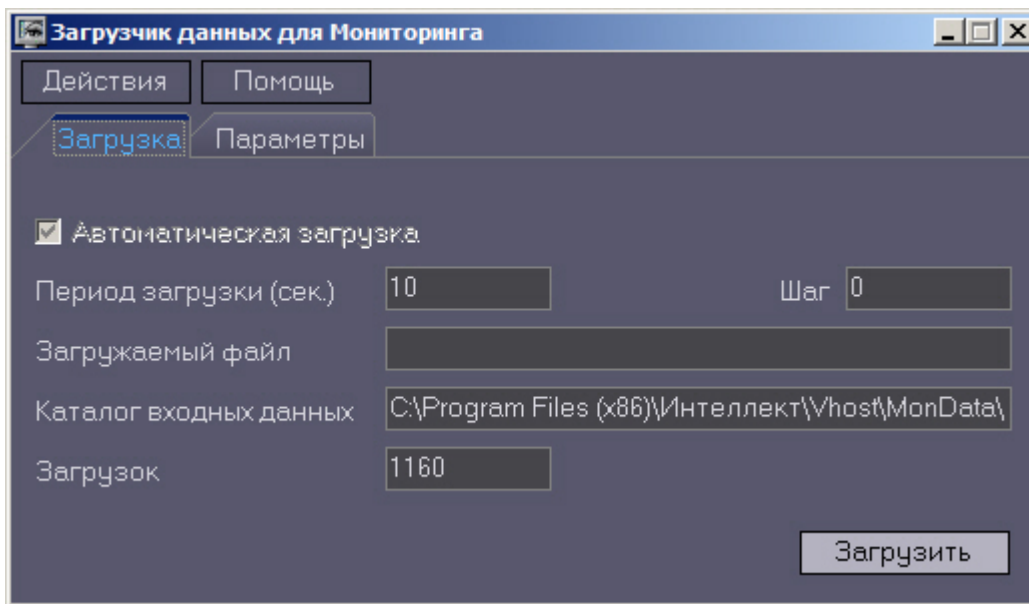 Загрузчик данных для Мониторинга
Действия Помощь
Загрузка Параметры
Автоматическая загрузка
Период загрузки (сек.) 10 Шаг 0
Загружаемый файл
Каталог входных данных C:\Program Files (x86)\Интеллект\Vhost\MonData\
Загрузок 1160
Загрузить